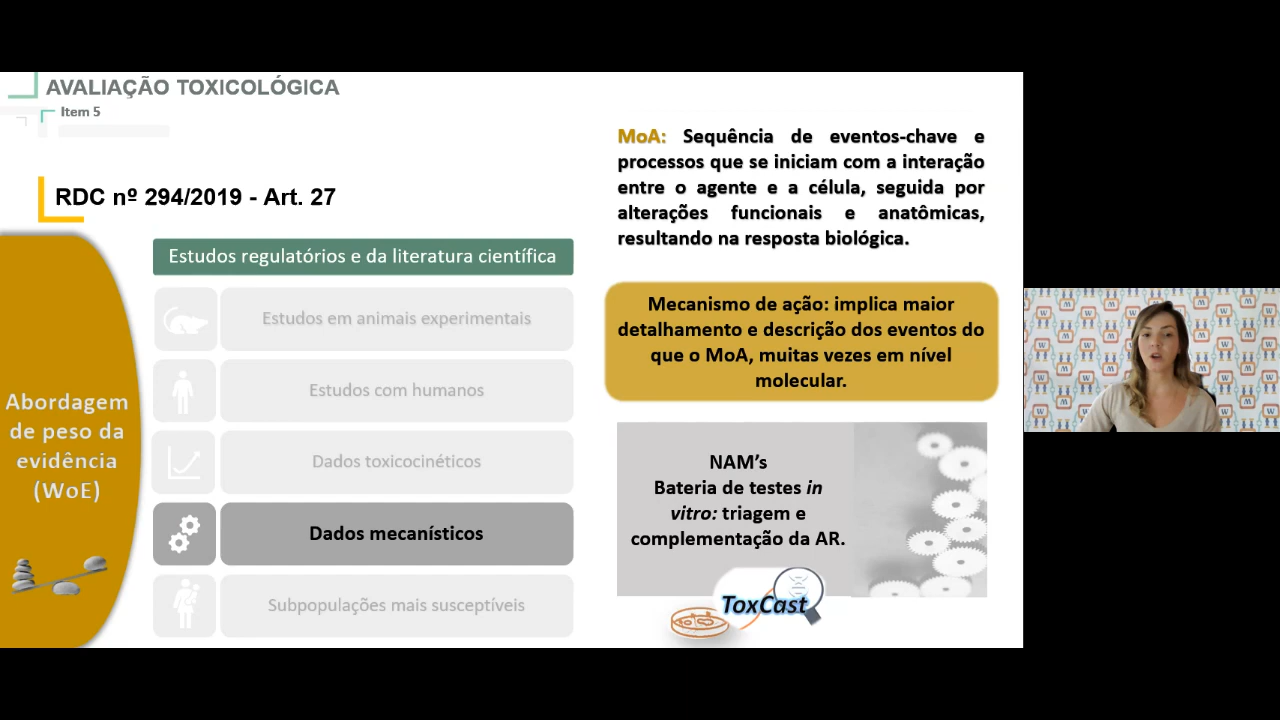 AVALIAÇÃO TOXICOLÓGICA
Item 5
RDC nº 294/2019 - Art. 27
Abordagem
de peso da
evidência
(WoE)
Estudos regulatórios e da literatura científica
Estudos em animais experimentais
Estudos com humanos
Dados toxicocinéticos
Dados mecanísticos
Subpopulações mais susceptíveis
MoA: Sequência de eventos-chave e
processos que se iniciam com a interação
entre o agente e a célula, seguida por
alterações funcionais e anatômicas,
resultando na resposta biológica.
Mecanismo de ação: implica maior
detalhamento e descrição dos eventos do
que o MoA, muitas vezes em nível
molecular.
NAM’s
Bateria de testes in
vitro: triagem e
complementação da AR.
ToxCast